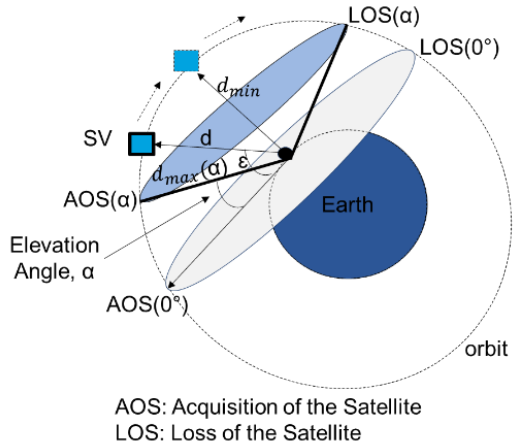 LOS(α)
LOS(0°)
d_min
SV
d
d_max(α)
ε
AOS(α)
Earth
Elevation
Angle, α
AOS(0°)
orbit
AOS: Acquisition of the Satellite
LOS: Loss of the Satellite